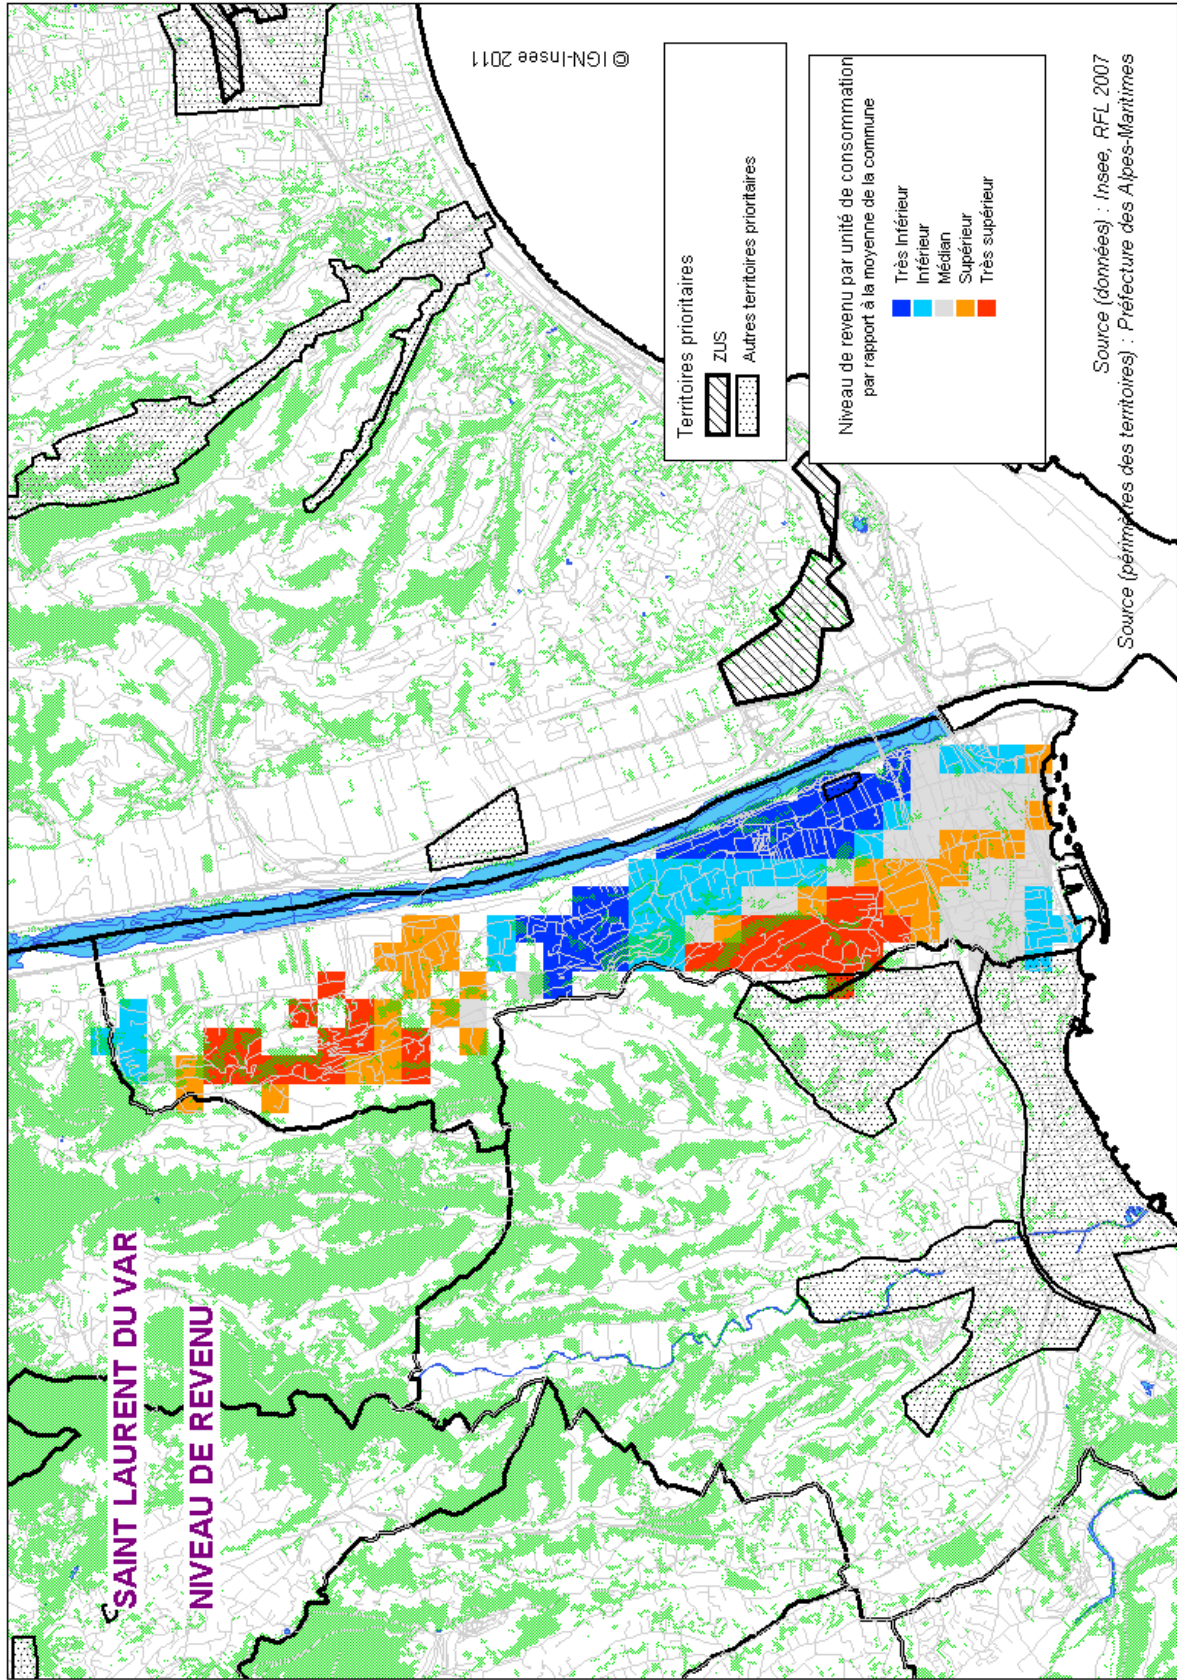 SAINT LAURENT DU VAR
NIVEAU DE REVENU
© IGN-Insee 2011
Territoires prioritaires
ZUS
Autres territoires prioritaires
Niveau de revenu par unité de consommation
par rapport à la moyenne de la commune
Très Inférieur
Inférieur
Médian
Supérieur
Très supérieur
Source (données) : Insee, RFL 2007
Source (périmètres des territoires) : Préfecture des Alpes-Maritimes